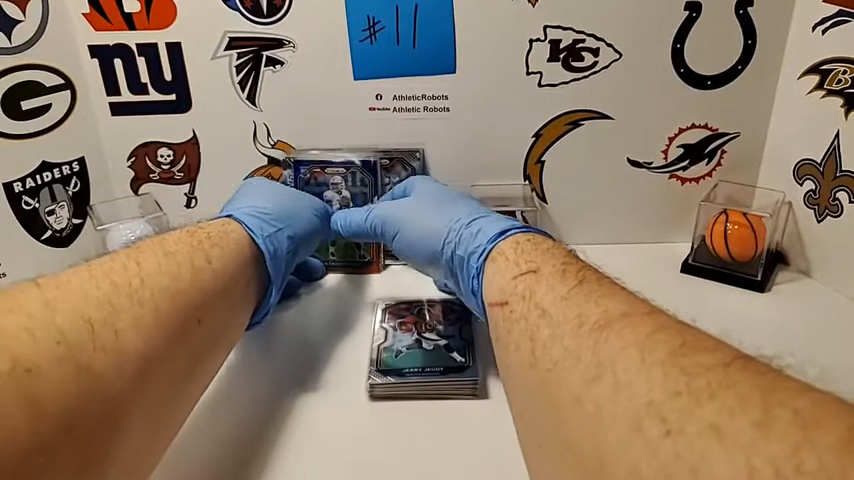 #11
KC
ny
G
AthleticRobots
Athletic Robots
RAIDERS
JERRY JEUDY